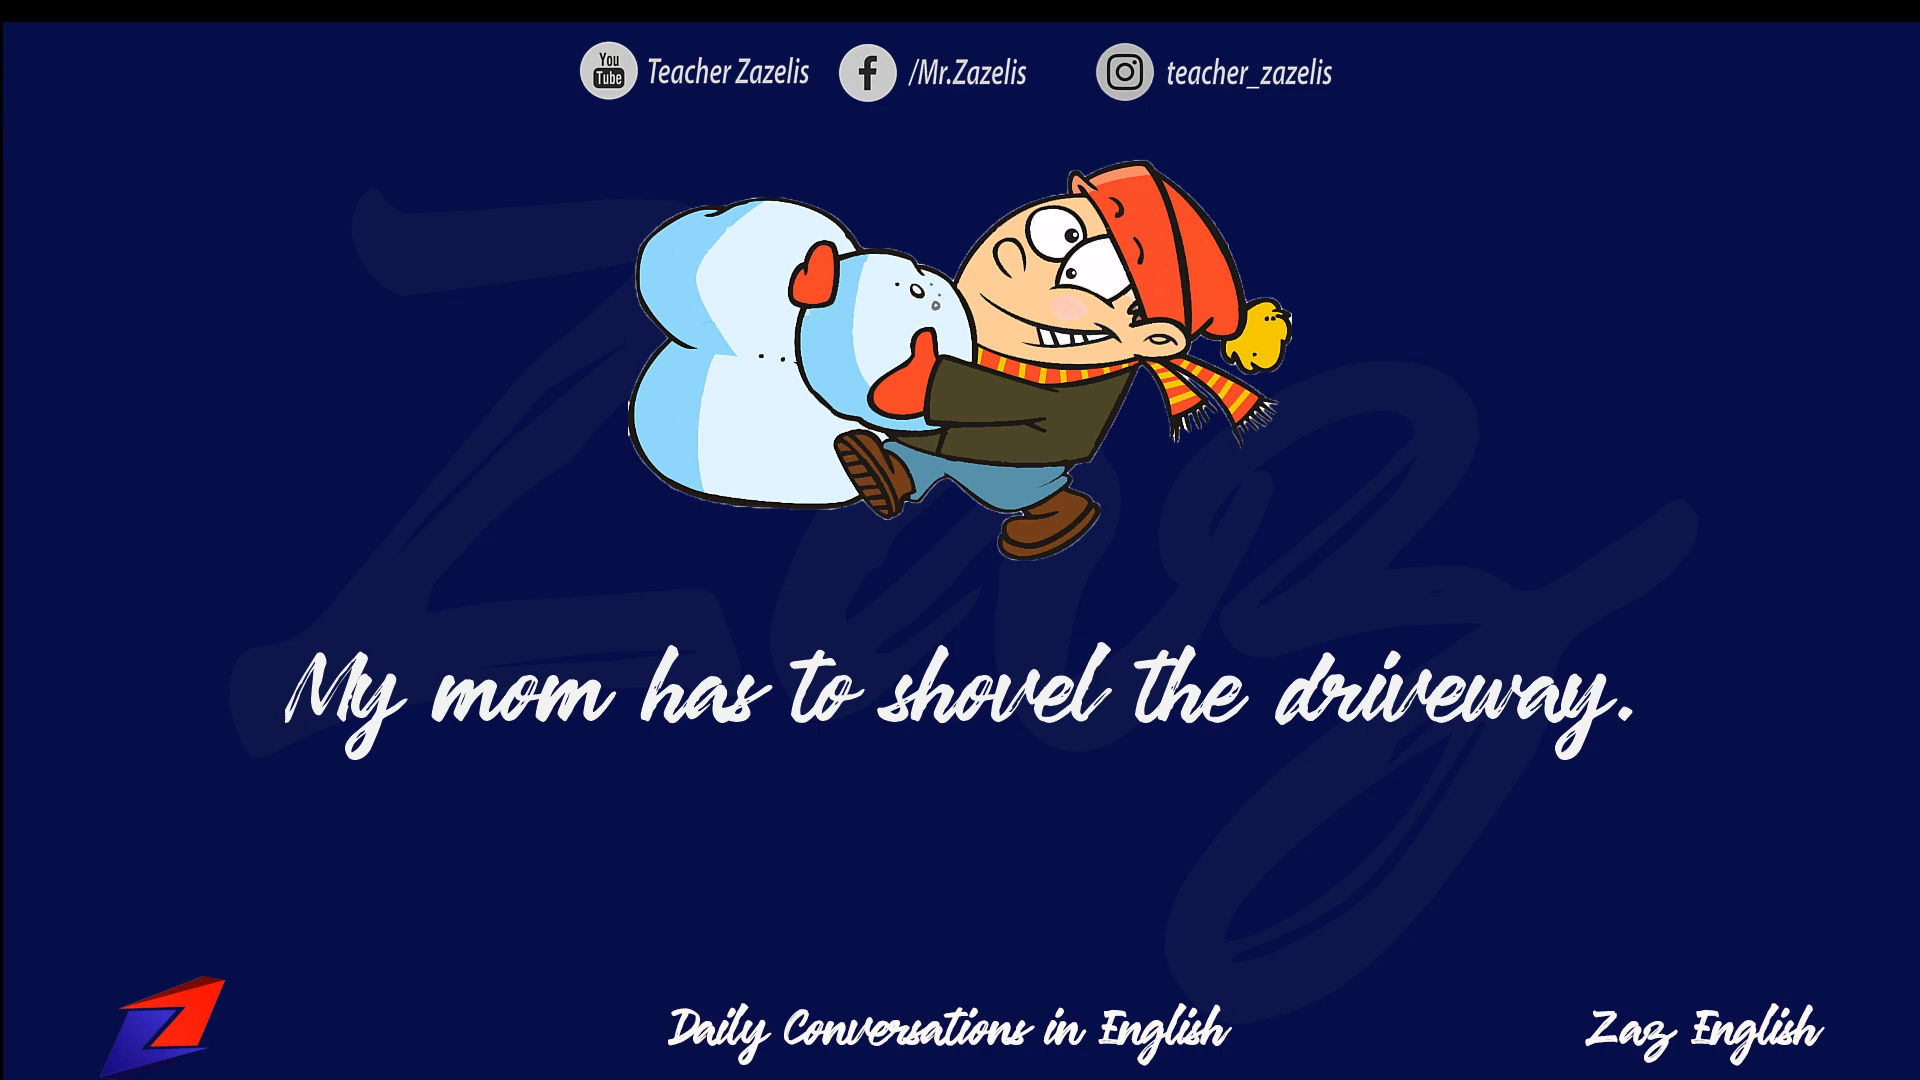 You Tube Teacher Zazelis /Mr.Zazelis teacher_zazelis
Zaz
My mom has to shovel the driveway.
Daily Conversations in English Zaz English